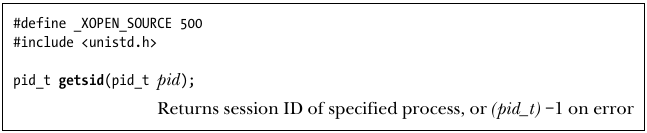 #define _XOPEN_SOURCE 500
#include <unistd.h>
pid_t getsid(pid_t pid);
Returns session ID of specified process, or (pid_t) –1 on error